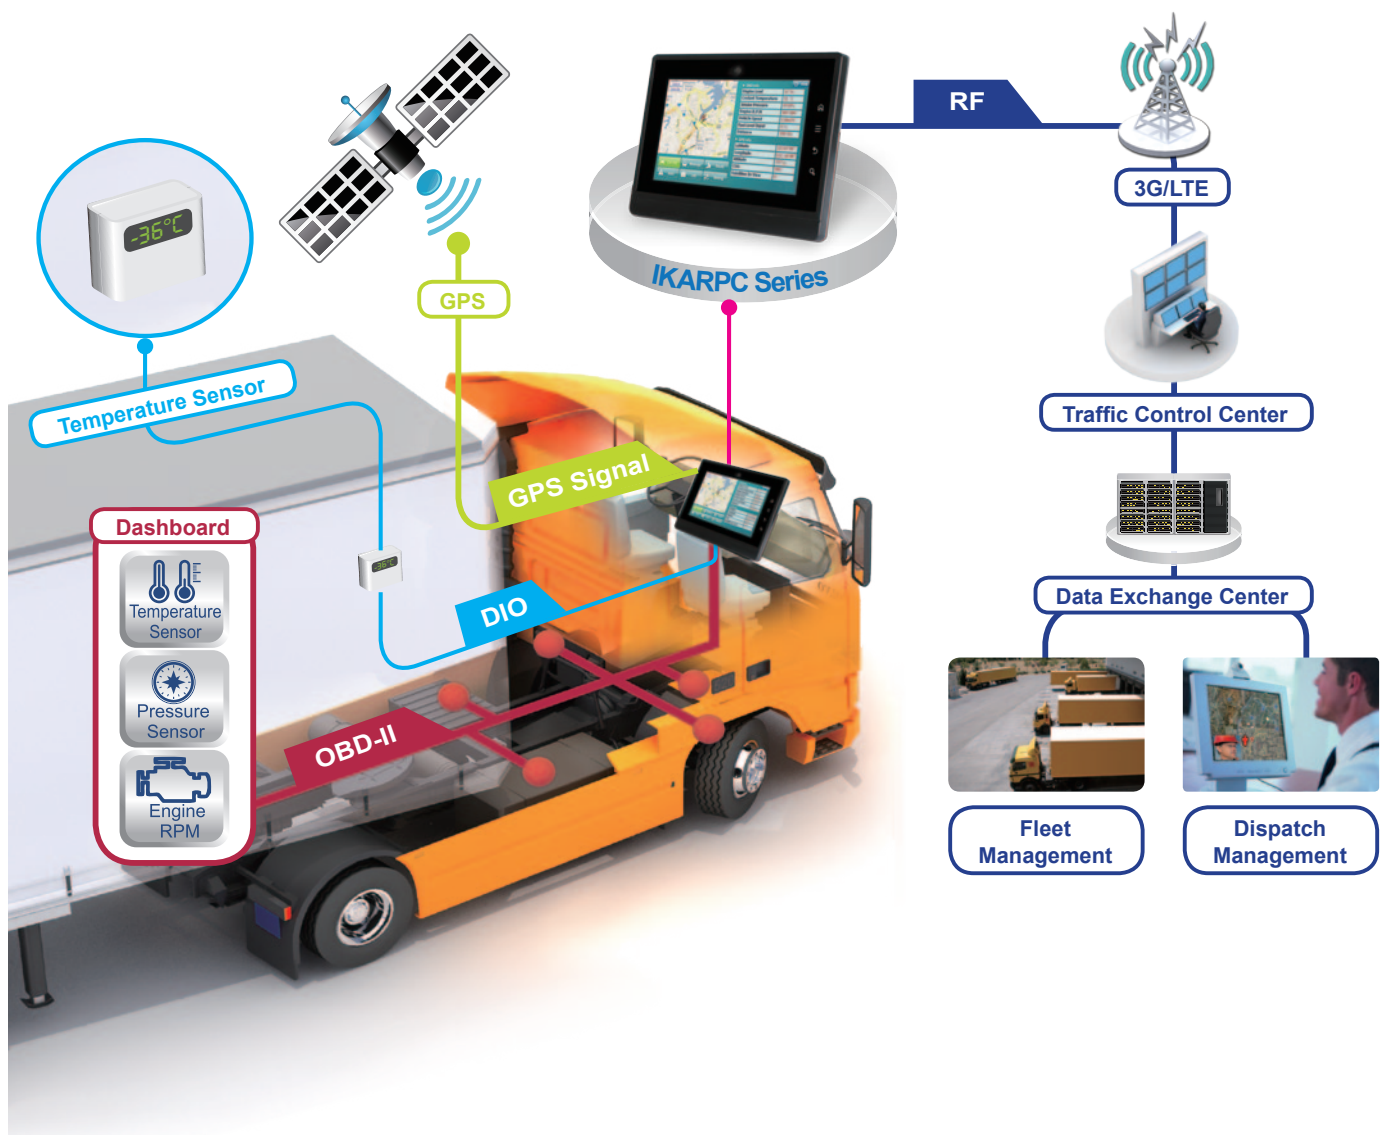 RF
3G/LTE
-36°C
IKARPC Series
GPS
Temperature Sensor
Traffic Control Center
GPS Signal
Dashboard
Temperature
Sensor
-36°C
DIO
Data Exchange Center
Pressure
Sensor
OBD-II
Engine
RPM
Fleet
Management
Dispatch
Management